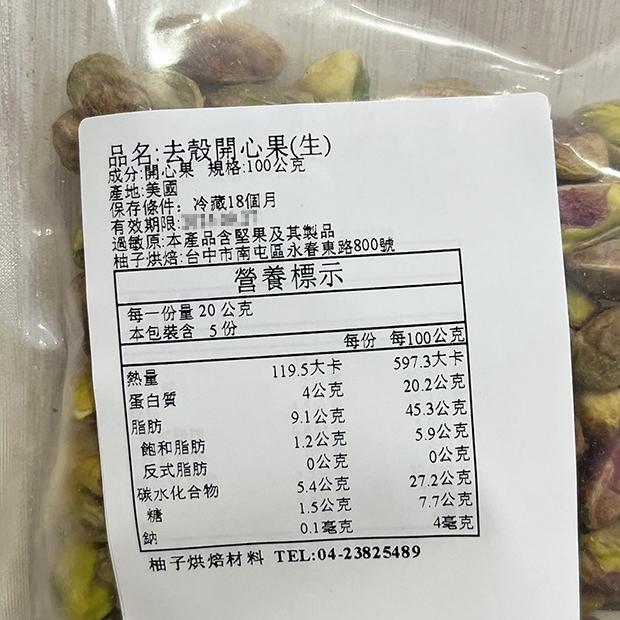 品名:去殼開心果(生)
成分:開心果 規格:100公克
產地:美國
保存條件: 冷藏18個月
有效期限:
過敏原:本產品含堅果及其製品
柚子烘焙:台中市南屯區永春東路800號
營養標示
每一份量 20 公克
本包裝含 5 份
每份 每100公克
熱量 119.5大卡 597.3大卡
蛋白質 4公克 20.2公克
脂肪 9.1公克 45.3公克
飽和脂肪 1.2公克 5.9公克
反式脂肪 0公克 0公克
碳水化合物 5.4公克 27.2公克
糖 1.5公克 7.7公克
鈉 0.1毫克 4毫克
柚子烘焙材料 TEL:04-23825489